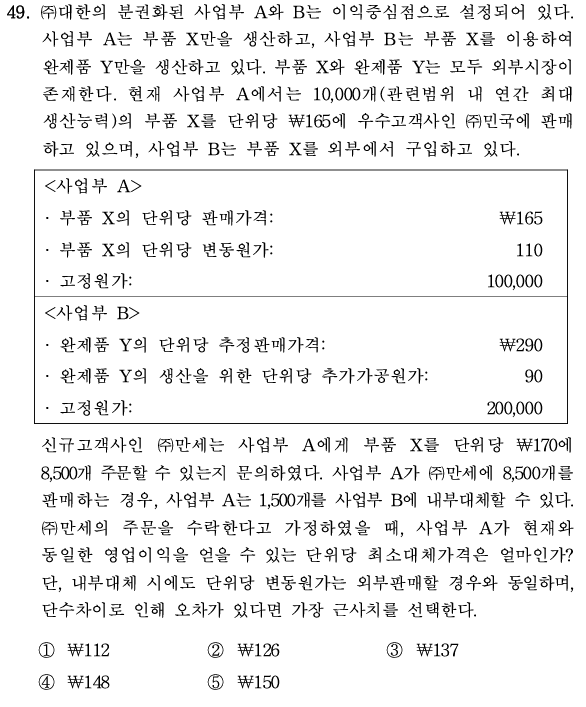 49. ㈜대한의 분권화된 사업부 A와 B는 이익중심점으로 설정되어 있다.
사업부 A는 부품 X만을 생산하고, 사업부 B는 부품 X를 이용하여
완제품 Y만을 생산하고 있다. 부품 X와 완제품 Y는 모두 외부시장이
존재한다. 현재 사업부 A에서는 10,000개(관련범위 내 연간 최대
생산능력)의 부품 X를 단위당 ₩165에 우수고객사인 ㈜민국에 판매
하고 있으며, 사업부 B는 부품 X를 외부에서 구입하고 있다.
<사업부 A>
· 부품 X의 단위당 판매가격: ₩165
· 부품 X의 단위당 변동원가: 110
· 고정원가: 100,000
<사업부 B>
· 완제품 Y의 단위당 추정판매가격: ₩290
· 완제품 Y의 생산을 위한 단위당 추가가공원가: 90
· 고정원가: 200,000
신규고객사인 ㈜만세는 사업부 A에게 부품 X를 단위당 ₩170에
8,500개 주문할 수 있는지 문의하였다. 사업부 A가 ㈜만세에 8,500개를
판매하는 경우, 사업부 A는 1,500개를 사업부 B에 내부대체할 수 있다.
㈜만세의 주문을 수락한다고 가정하였을 때, 사업부 A가 현재와
동일한 영업이익을 얻을 수 있는 단위당 최소대체가격은 얼마인가?
단, 내부대체 시에도 단위당 변동원가는 외부판매할 경우와 동일하며,
단수차이로 인해 오차가 있다면 가장 근사치를 선택한다.
① ₩112 ② ₩126 ③ ₩137
④ ₩148 ⑤ ₩150